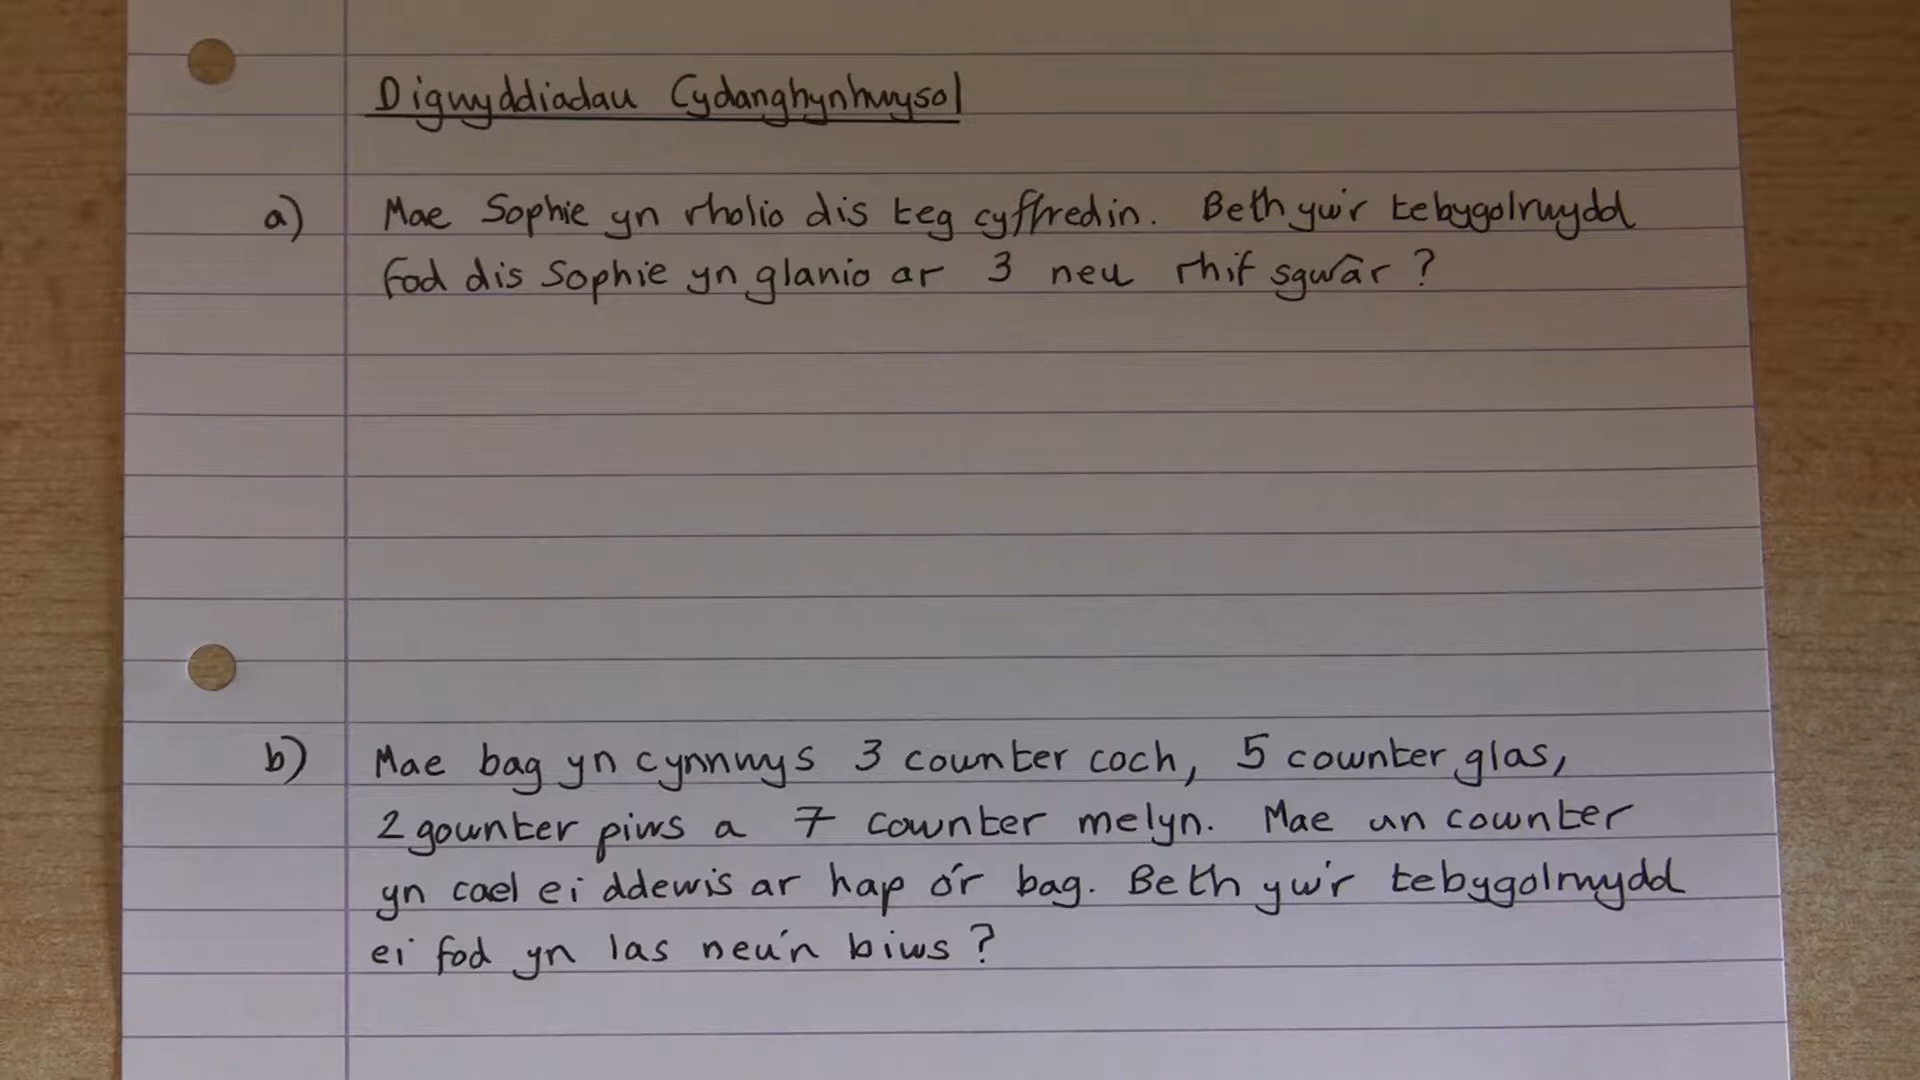 Digwyddiadau Cydanghynhwysol
a) Mae Sophie yn rholio dis teg cyffredin. Beth yw'r tebygolrwydd
fod dis Sophie yn glanio ar 3 neu rhif sgwâr?
b) Mae bag yn cynnwys 3 cownter coch, 5 cownter glas,
2 gownter piws a 7 cownter melyn. Mae un cownter
yn cael ei ddewis ar hap o'r bag. Beth yw'r tebygolrwydd
ei fod yn las neu'n biws?